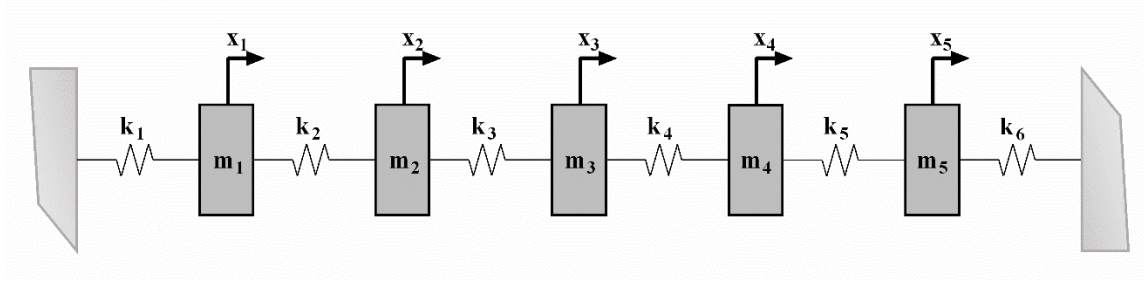 x₁ x₂ x₃ x₄ x₅
k₁ k₂ k₃ k₄ k₅ k₆
m₁ m₂ m₃ m₄ m₅